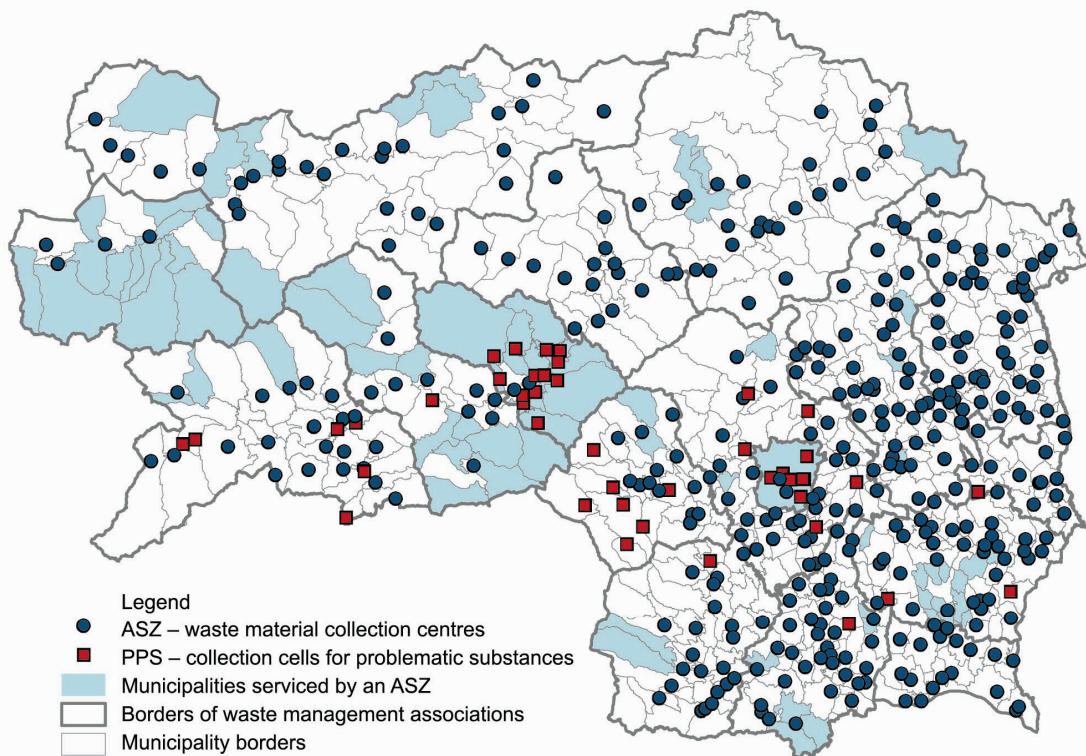 Legend
ASZ – waste material collection centres
PPS – collection cells for problematic substances
Municipalities serviced by an ASZ
Borders of waste management associations
Municipality borders